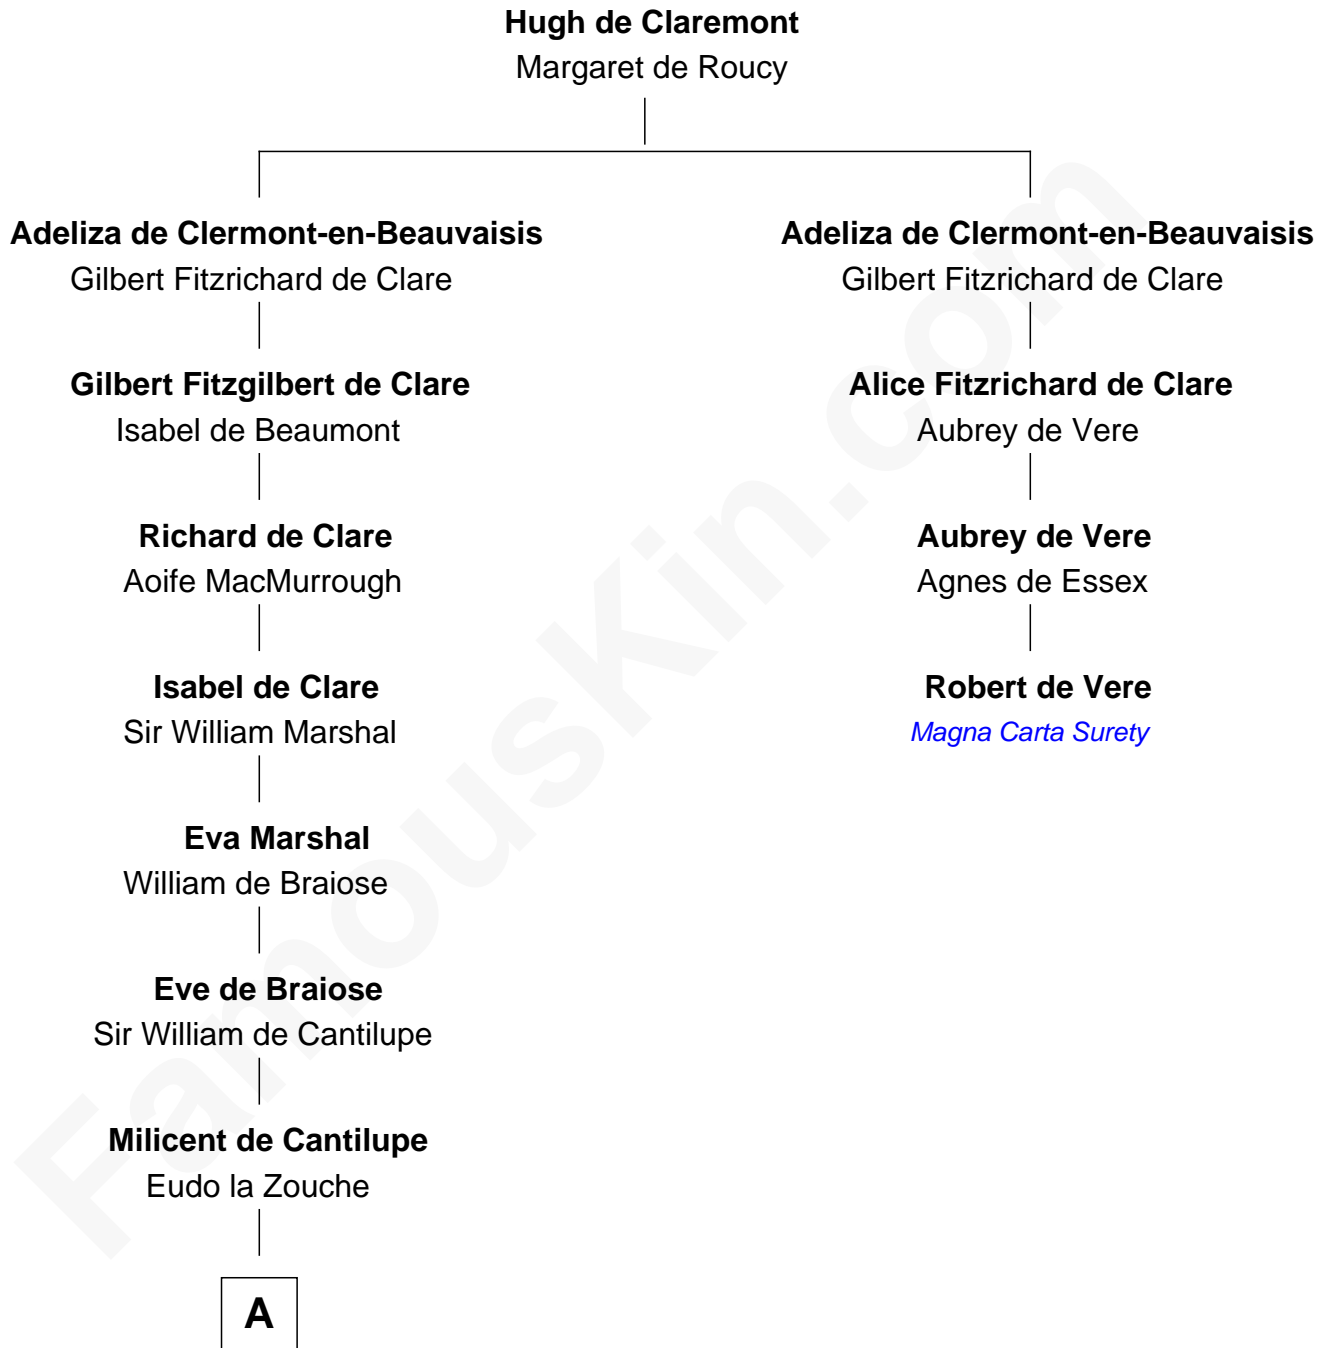 Hugh de Claremont
Margaret de Roucy
Adeliza de Clermont-en-Beauvaisis
Gilbert Fitzrichard de Clare
Adeliza de Clermont-en-Beauvaisis
Gilbert Fitzrichard de Clare
Gilbert Fitzgilbert de Clare
Isabel de Beaumont
Alice Fitzrichard de Clare
Aubrey de Vere
Richard de Clare
Aoife MacMurrough
Aubrey de Vere
Agnes de Essex
Isabel de Clare
Sir William Marshal
Robert de Vere
Magna Carta Surety
Eva Marshal
William de Braiose
Eve de Braiose
Sir William de Cantilupe
Milicent de Cantilupe
Eudo la Zouche
A
FamousKin.com